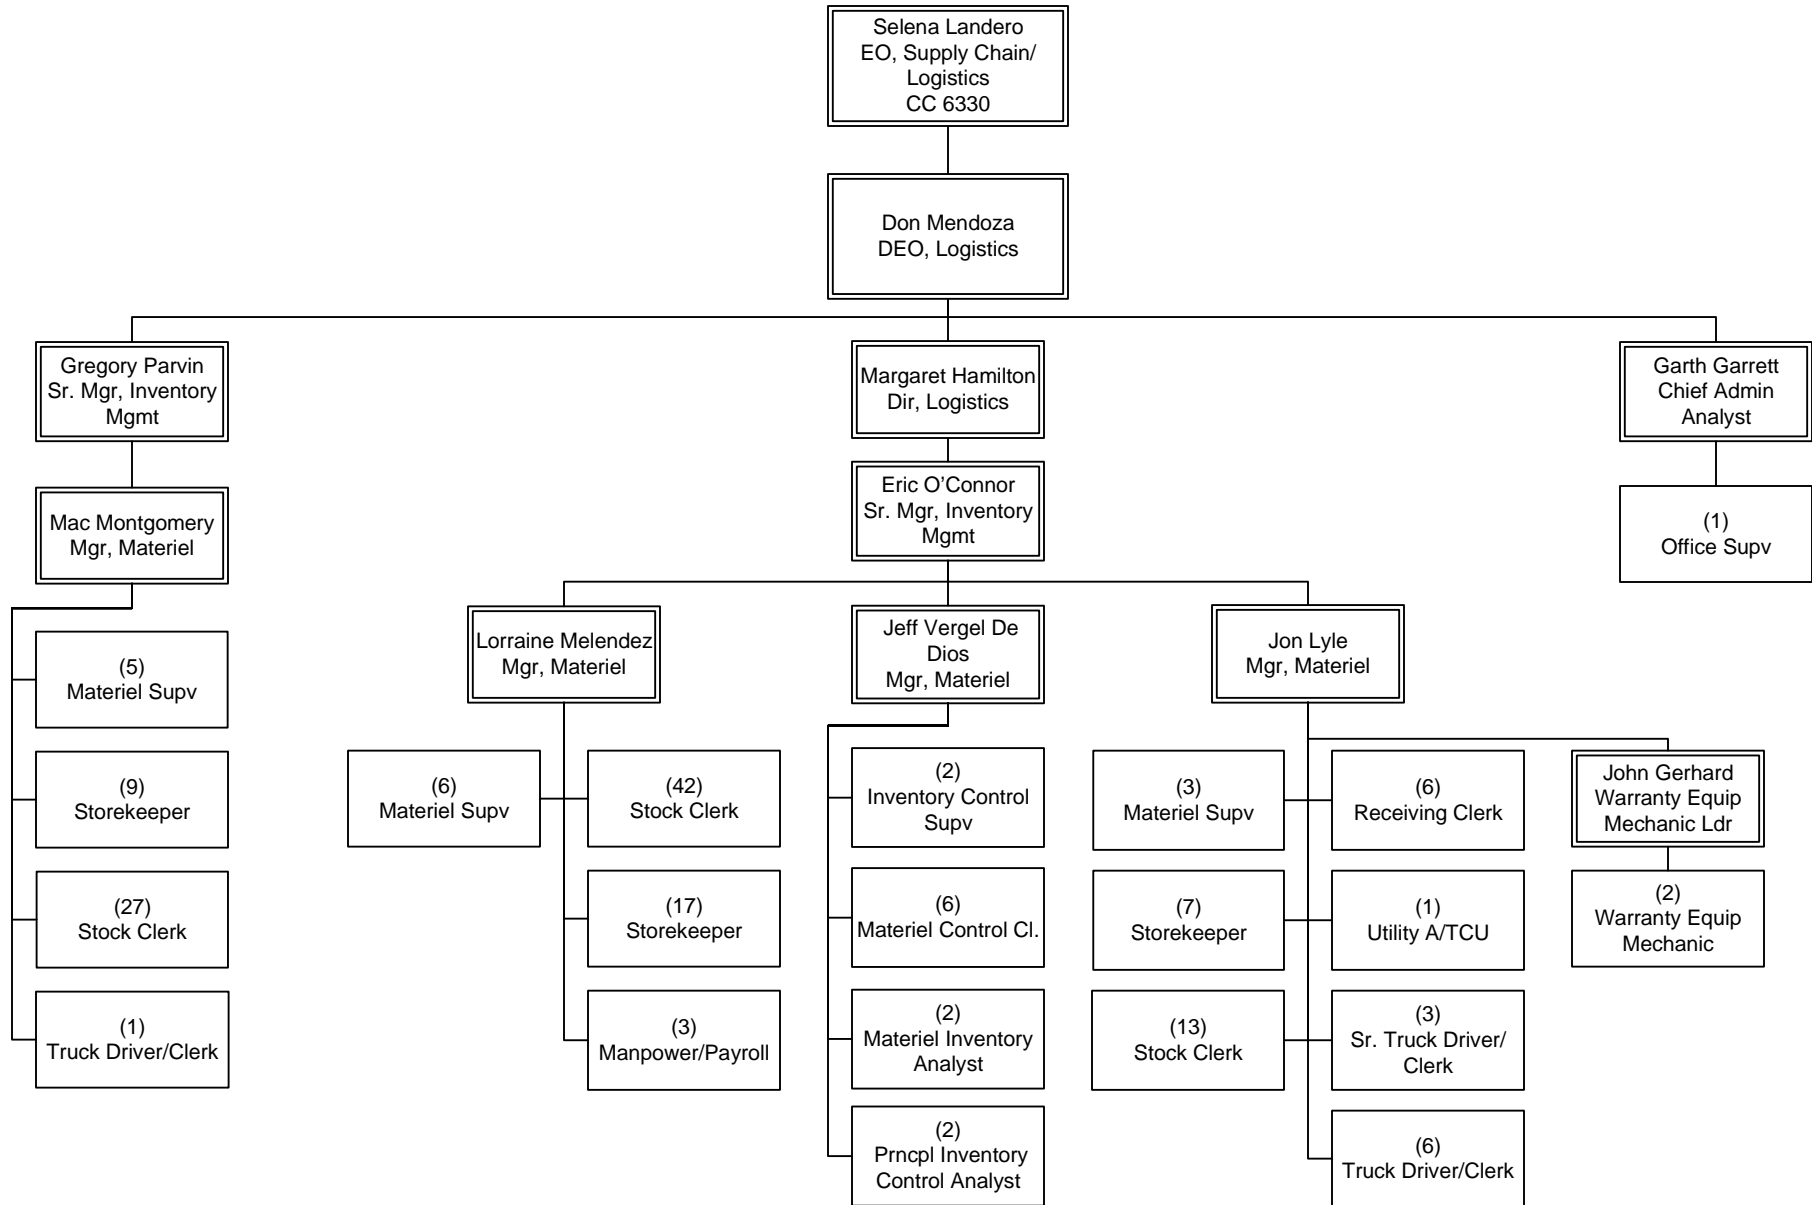 Selena Landero
EO, Supply Chain/
Logistics
CC 6330
Don Mendoza
DEO, Logistics
Gregory Parvin
Sr. Mgr, Inventory
Mgmt
Margaret Hamilton
Dir, Logistics
Garth Garrett
Chief Admin
Analyst
Mac Montgomery
Mgr, Materiel
Eric O’Connor
Sr. Mgr, Inventory
Mgmt
(1)
Office Supv
Lorraine Melendez
Mgr, Materiel
Jeff Vergel De
Dios
Mgr, Materiel
Jon Lyle
Mgr, Materiel
(5)
Materiel Supv
(9)
Storekeeper
(27)
Stock Clerk
(1)
Truck Driver/Clerk
(6)
Materiel Supv
(42)
Stock Clerk
(17)
Storekeeper
(3)
Manpower/Payroll
(2)
Inventory Control
Supv
(6)
Materiel Control Cl.
(2)
Materiel Inventory
Analyst
(2)
Prncpl Inventory
Control Analyst
(3)
Materiel Supv
(7)
Storekeeper
(13)
Stock Clerk
(6)
Receiving Clerk
(1)
Utility A/TCU
(3)
Sr. Truck Driver/
Clerk
(6)
Truck Driver/Clerk
John Gerhard
Warranty Equip
Mechanic Ldr
(2)
Warranty Equip
Mechanic